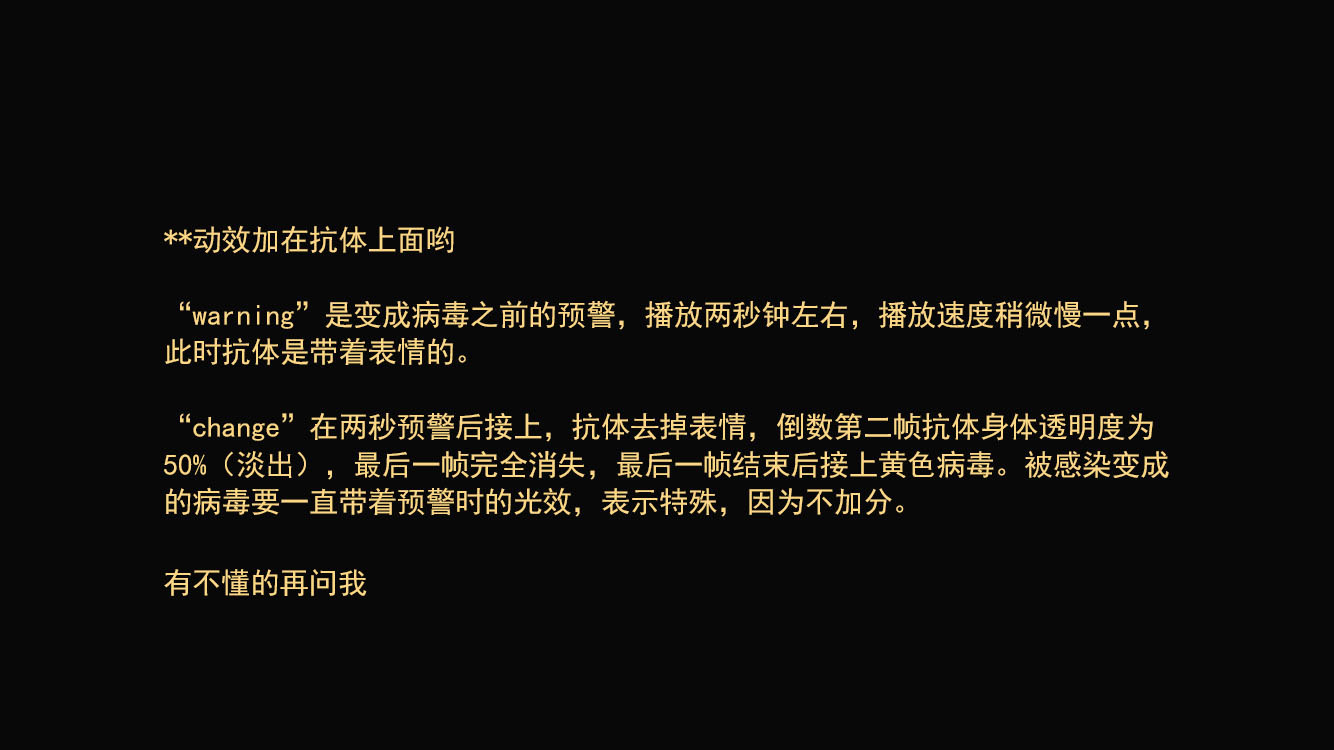 **动效加在抗体上面哟
“warning”是变成病毒之前的预警，播放两秒钟左右，播放速度稍微慢一点，
此时抗体是带着表情的。
“change”在两秒预警后接上，抗体去掉表情，倒数第二帧抗体身体透明度为
50%（淡出），最后一帧完全消失，最后一帧结束后接上黄色病毒。被感染变成
的病毒要一直带着预警时的光效，表示特殊，因为不加分。
有不懂的再问我